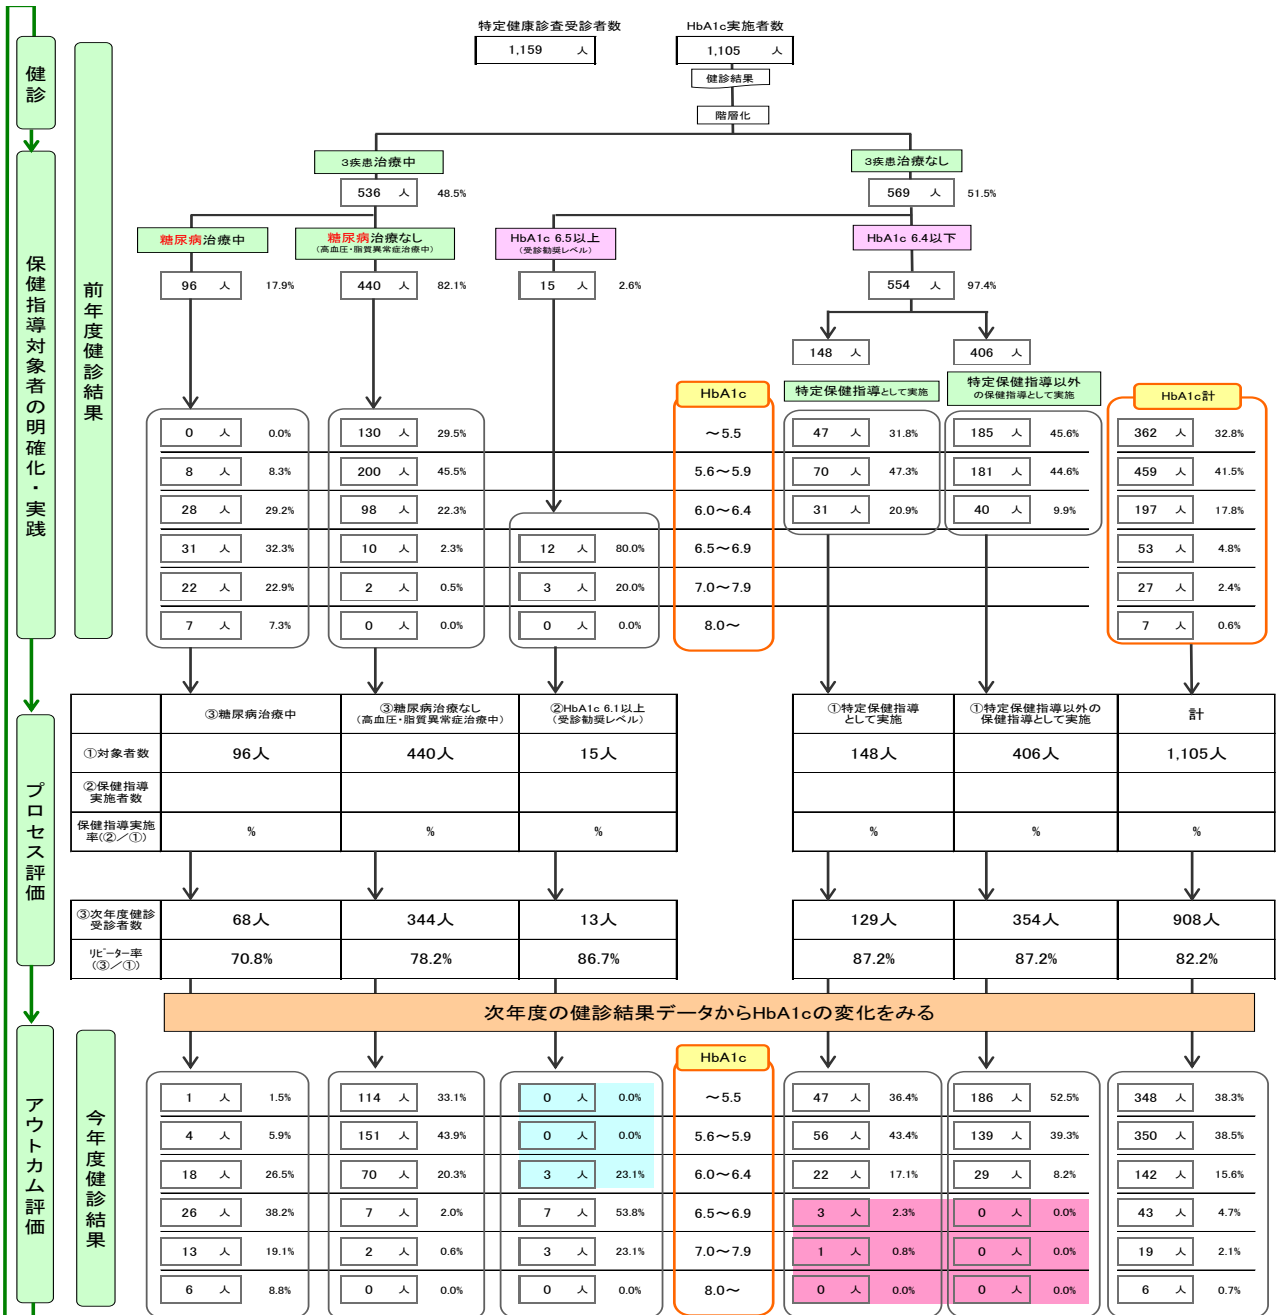 特定健康診査受診者数 HbA1c実施者数
1,159 人 1,105 人
健診結果
階層化
健診
3疾患治療中 3疾患治療なし
536 人 48.5% 569 人 51.5%
糖尿病治療中 糖尿病治療なし HbA1c 6.5以上 HbA1c 6.4以下
(高血圧・脂質異常症治療中) (受診勧奨レベル)
96 人 17.9% 440 人 82.1% 15 人 2.6% 554 人 97.4%
保健指導対象者の明確化・実践
前年度健診結果
148 人 406 人
HbA1c 特定保健指導として実施 特定保健指導以外 HbA1c計
の保健指導として実施
0 人 0.0% 130 人 29.5% ～5.5 47 人 31.8% 185 人 45.6% 362 人 32.8%
8 人 8.3% 200 人 45.5% 5.6～5.9 70 人 47.3% 181 人 44.6% 459 人 41.5%
28 人 29.2% 98 人 22.3% 6.0～6.4 31 人 20.9% 40 人 9.9% 197 人 17.8%
31 人 32.3% 10 人 2.3% 12 人 80.0% 6.5～6.9 53 人 4.8%
22 人 22.9% 2 人 0.5% 3 人 20.0% 7.0～7.9 27 人 2.4%
7 人 7.3% 0 人 0.0% 0 人 0.0% 8.0～ 7 人 0.6%
プロセス評価
③糖尿病治療中 ③糖尿病治療なし ②HbA1c 6.1以上 ①特定保健指導 ①特定保健指導以外の 計
(高血圧・脂質異常症治療中) (受診勧奨レベル) として実施 保健指導として実施
①対象者数 96人 440人 15人 148人 406人 1,105人
②保健指導
実施者数
保健指導実施
率(②／①) % % % % % %
③次年度健診
受診者数 68人 344人 13人 129人 354人 908人
ﾘﾋﾟｰﾀｰ率
(③／①) 70.8% 78.2% 86.7% 87.2% 87.2% 82.2%
次年度の健診結果データからHbA1cの変化をみる
アウトカム評価
今年度健診結果
HbA1c
1 人 1.5% 114 人 33.1% 0 人 0.0% ～5.5 47 人 36.4% 186 人 52.5% 348 人 38.3%
4 人 5.9% 151 人 43.9% 0 人 0.0% 5.6～5.9 56 人 43.4% 139 人 39.3% 350 人 38.5%
18 人 26.5% 70 人 20.3% 3 人 23.1% 6.0～6.4 22 人 17.1% 29 人 8.2% 142 人 15.6%
26 人 38.2% 7 人 2.0% 7 人 53.8% 6.5～6.9 3 人 2.3% 0 人 0.0% 43 人 4.7%
13 人 19.1% 2 人 0.6% 3 人 23.1% 7.0～7.9 1 人 0.8% 0 人 0.0% 19 人 2.1%
6 人 8.8% 0 人 0.0% 0 人 0.0% 8.0～ 0 人 0.0% 0 人 0.0% 6 人 0.7%